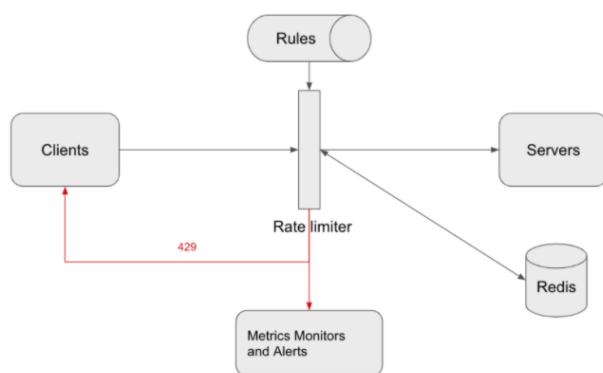 Rules
Clients
Servers
Rate limiter
429
Redis
Metrics Monitors
and Alerts